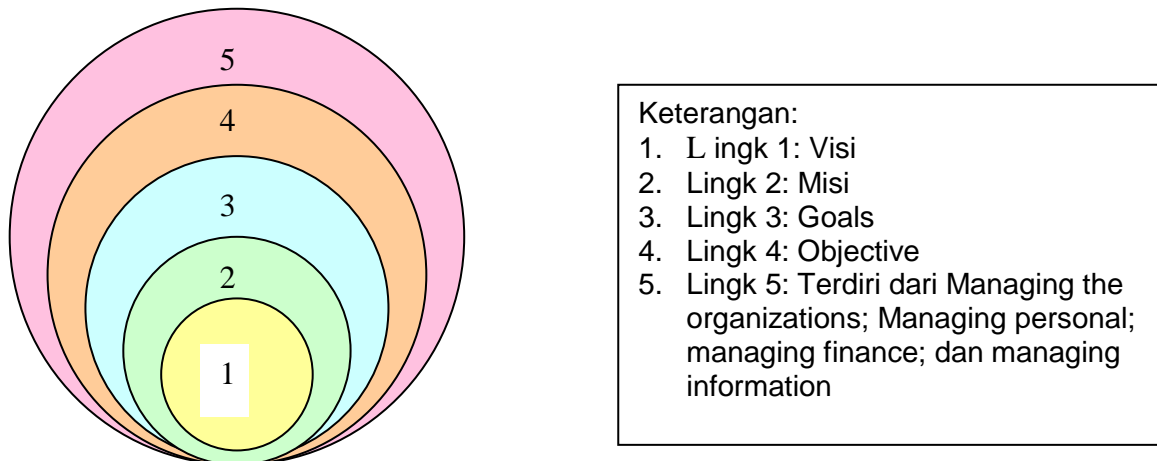 5
4
3
2
1
Keterangan:
1. L ingk 1: Visi
2. Lingk 2: Misi
3. Lingk 3: Goals
4. Lingk 4: Objective
5. Lingk 5: Terdiri dari Managing the
organizations; Managing personal;
managing finance; dan managing
information